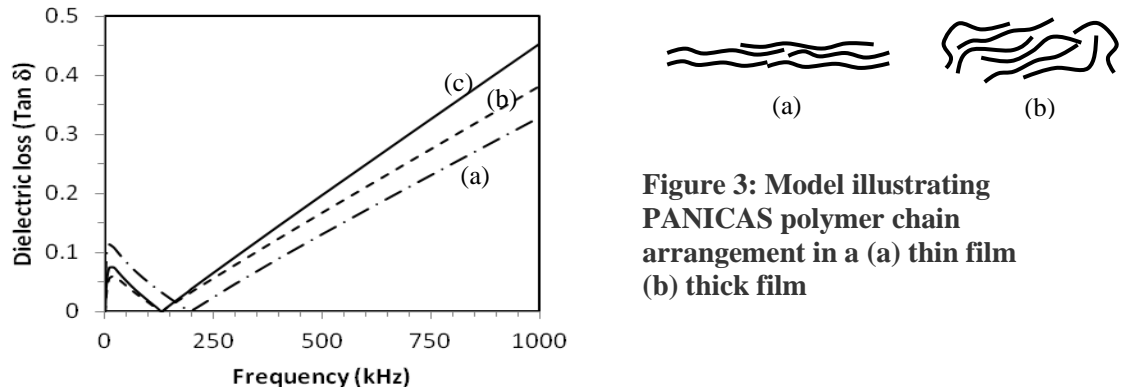 0.5
0.4
0.3
0.2
0.1
0
Dielectric loss (Tan δ)
(c)
(b)
(a)
0 250 500 750 1000
Frequency (kHz)
(a) (b)
Figure 3: Model illustrating
PANICAS polymer chain
arrangement in a (a) thin film
(b) thick film